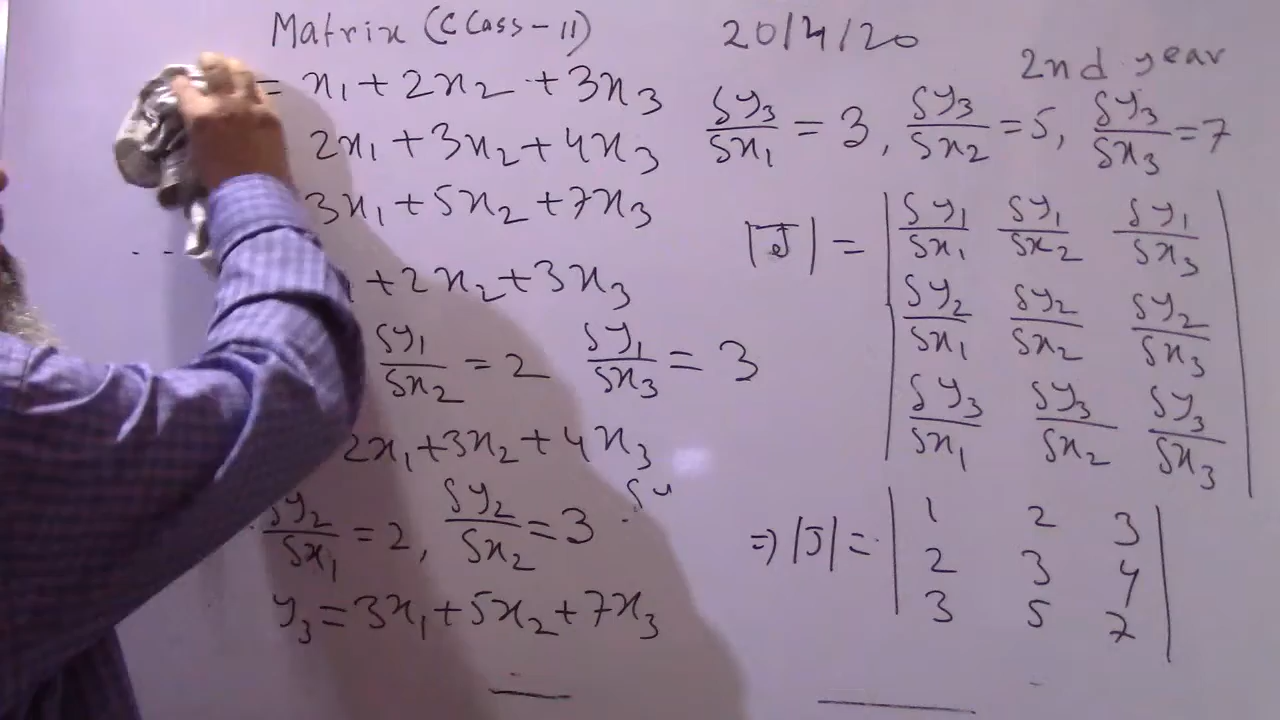 Matrix (Class-11) 20/4/20
2nd year
= x₁ + 2x₂ + 3x₃
2x₁ + 3x₂ + 4x₃
3x₁ + 5x₂ + 7x₃
₁ + 2x₂ + 3x₃
δy₁/δx₂ = 2 δy₁/δx₃ = 3
2x₁ + 3x₂ + 4x₃
δy₂/δx₁ = 2, δy₂/δx₂ = 3
y₃ = 3x₁ + 5x₂ + 7x₃
δy₃/δx₁ = 3, δy₃/δx₂ = 5, δy₃/δx₃ = 7
|J| = | δy₁/δx₁ δy₁/δx₂ δy₁/δx₃ |
| δy₂/δx₁ δy₂/δx₂ δy₂/δx₃ |
| δy₃/δx₁ δy₃/δx₂ δy₃/δx₃ |
⇒ |J| = | 1 2 3 |
| 2 3 4 |
| 3 5 7 |